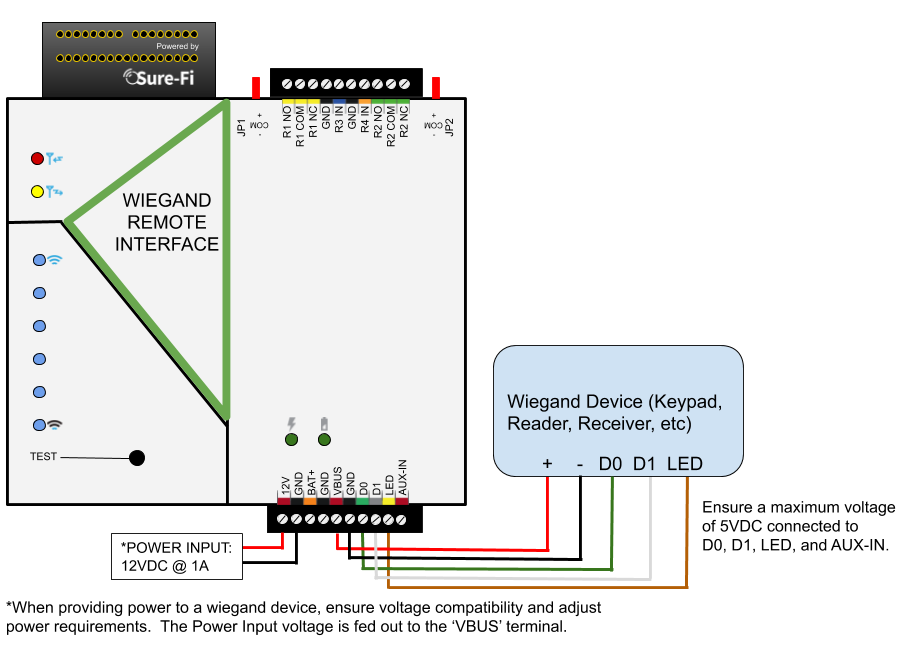 Powered by
Sure-Fi
JP1
+
COM
-
R1 NO
R1 COM
R1 NC
GND
R3 IN
GND
R4 IN
R2 NO
R2 COM
R2 NC
+
COM
-
JP2
WIEGAND
REMOTE
INTERFACE
TEST
12V
GND
BAT+
GND
VBUS
GND
D0
D1
LED
AUX-IN
Wiegand Device (Keypad,
Reader, Receiver, etc)
+ - D0 D1 LED
Ensure a maximum voltage
of 5VDC connected to
D0, D1, LED, and AUX-IN.
*POWER INPUT:
12VDC @ 1A
*When providing power to a wiegand device, ensure voltage compatibility and adjust
power requirements. The Power Input voltage is fed out to the ‘VBUS’ terminal.